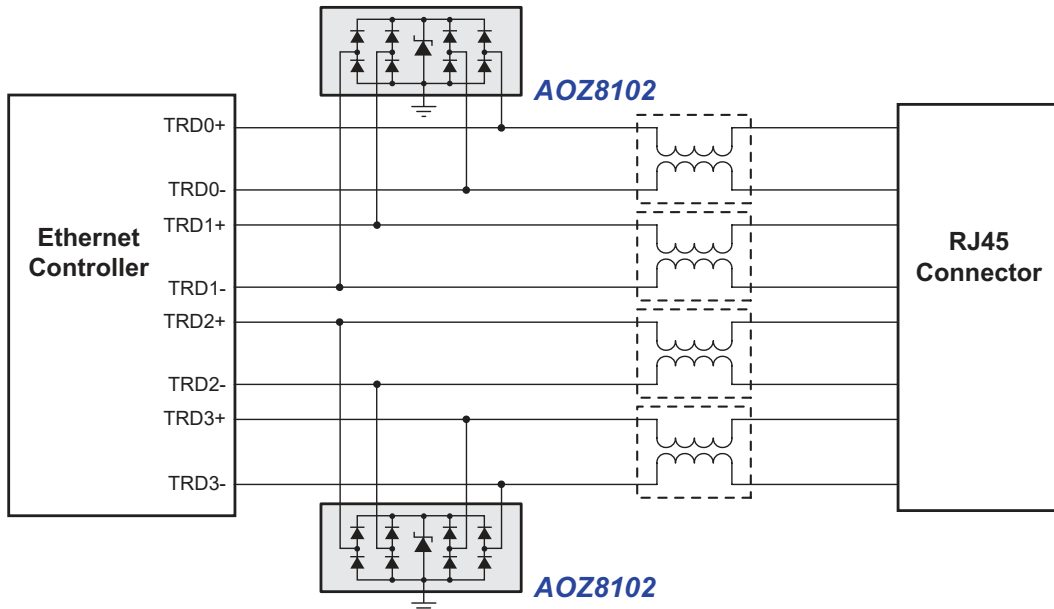 AOZ8102
TRD0+
TRD0-
TRD1+
TRD1-
TRD2+
TRD2-
TRD3+
TRD3-
Ethernet
Controller
RJ45
Connector
AOZ8102